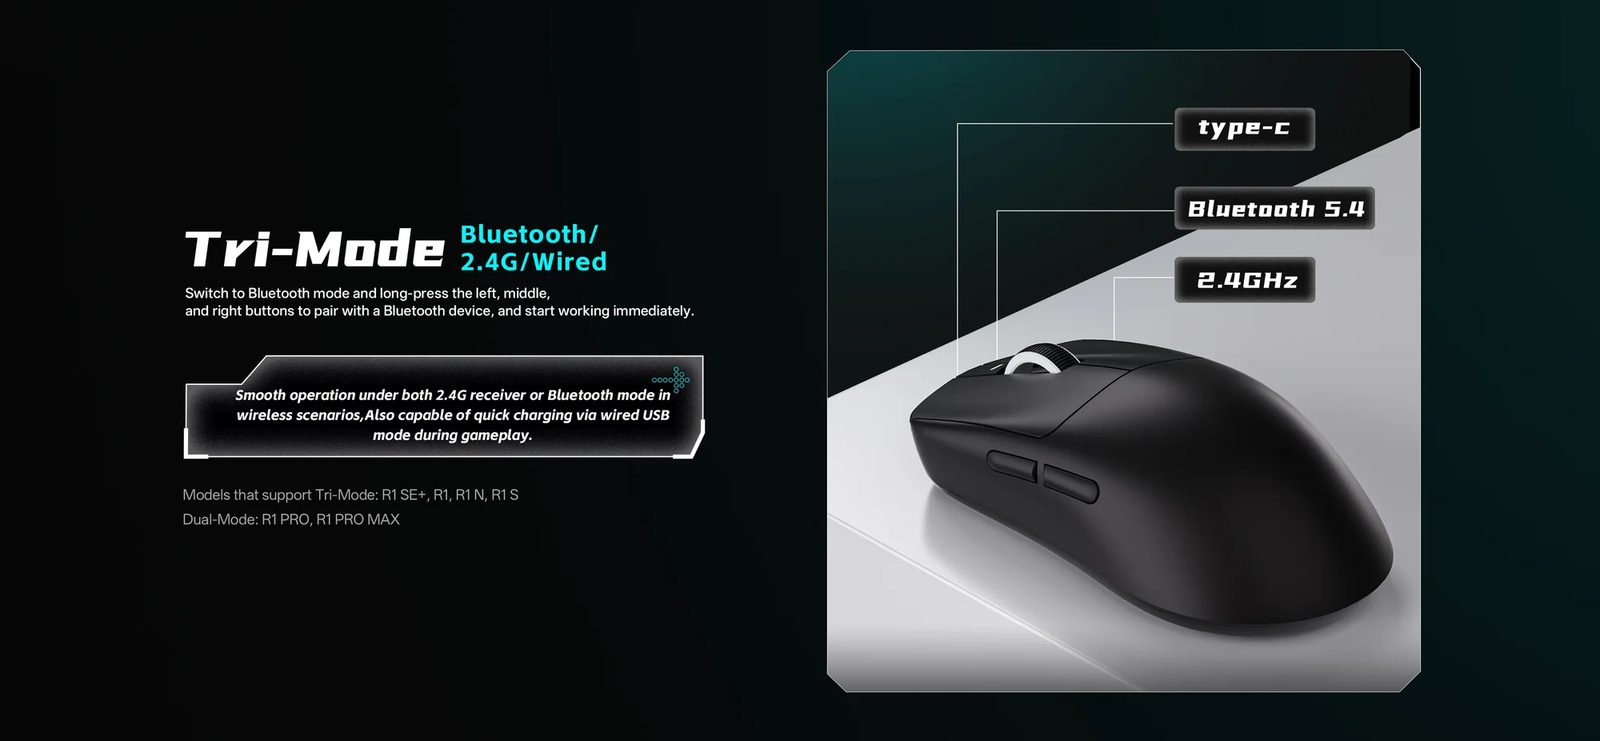 Tri-Mode
Bluetooth/
2.4G/Wired
Switch to Bluetooth mode and long-press the left, middle,
and right buttons to pair with a Bluetooth device, and start working immediately.
Smooth operation under both 2.4G receiver or Bluetooth mode in
wireless scenarios,Also capable of quick charging via wired USB
mode during gameplay.
Models that support Tri-Mode: R1 SE+, R1, R1 N, R1 S
Dual-Mode: R1 PRO, R1 PRO MAX
type-c
Bluetooth 5.4
2.4GHz